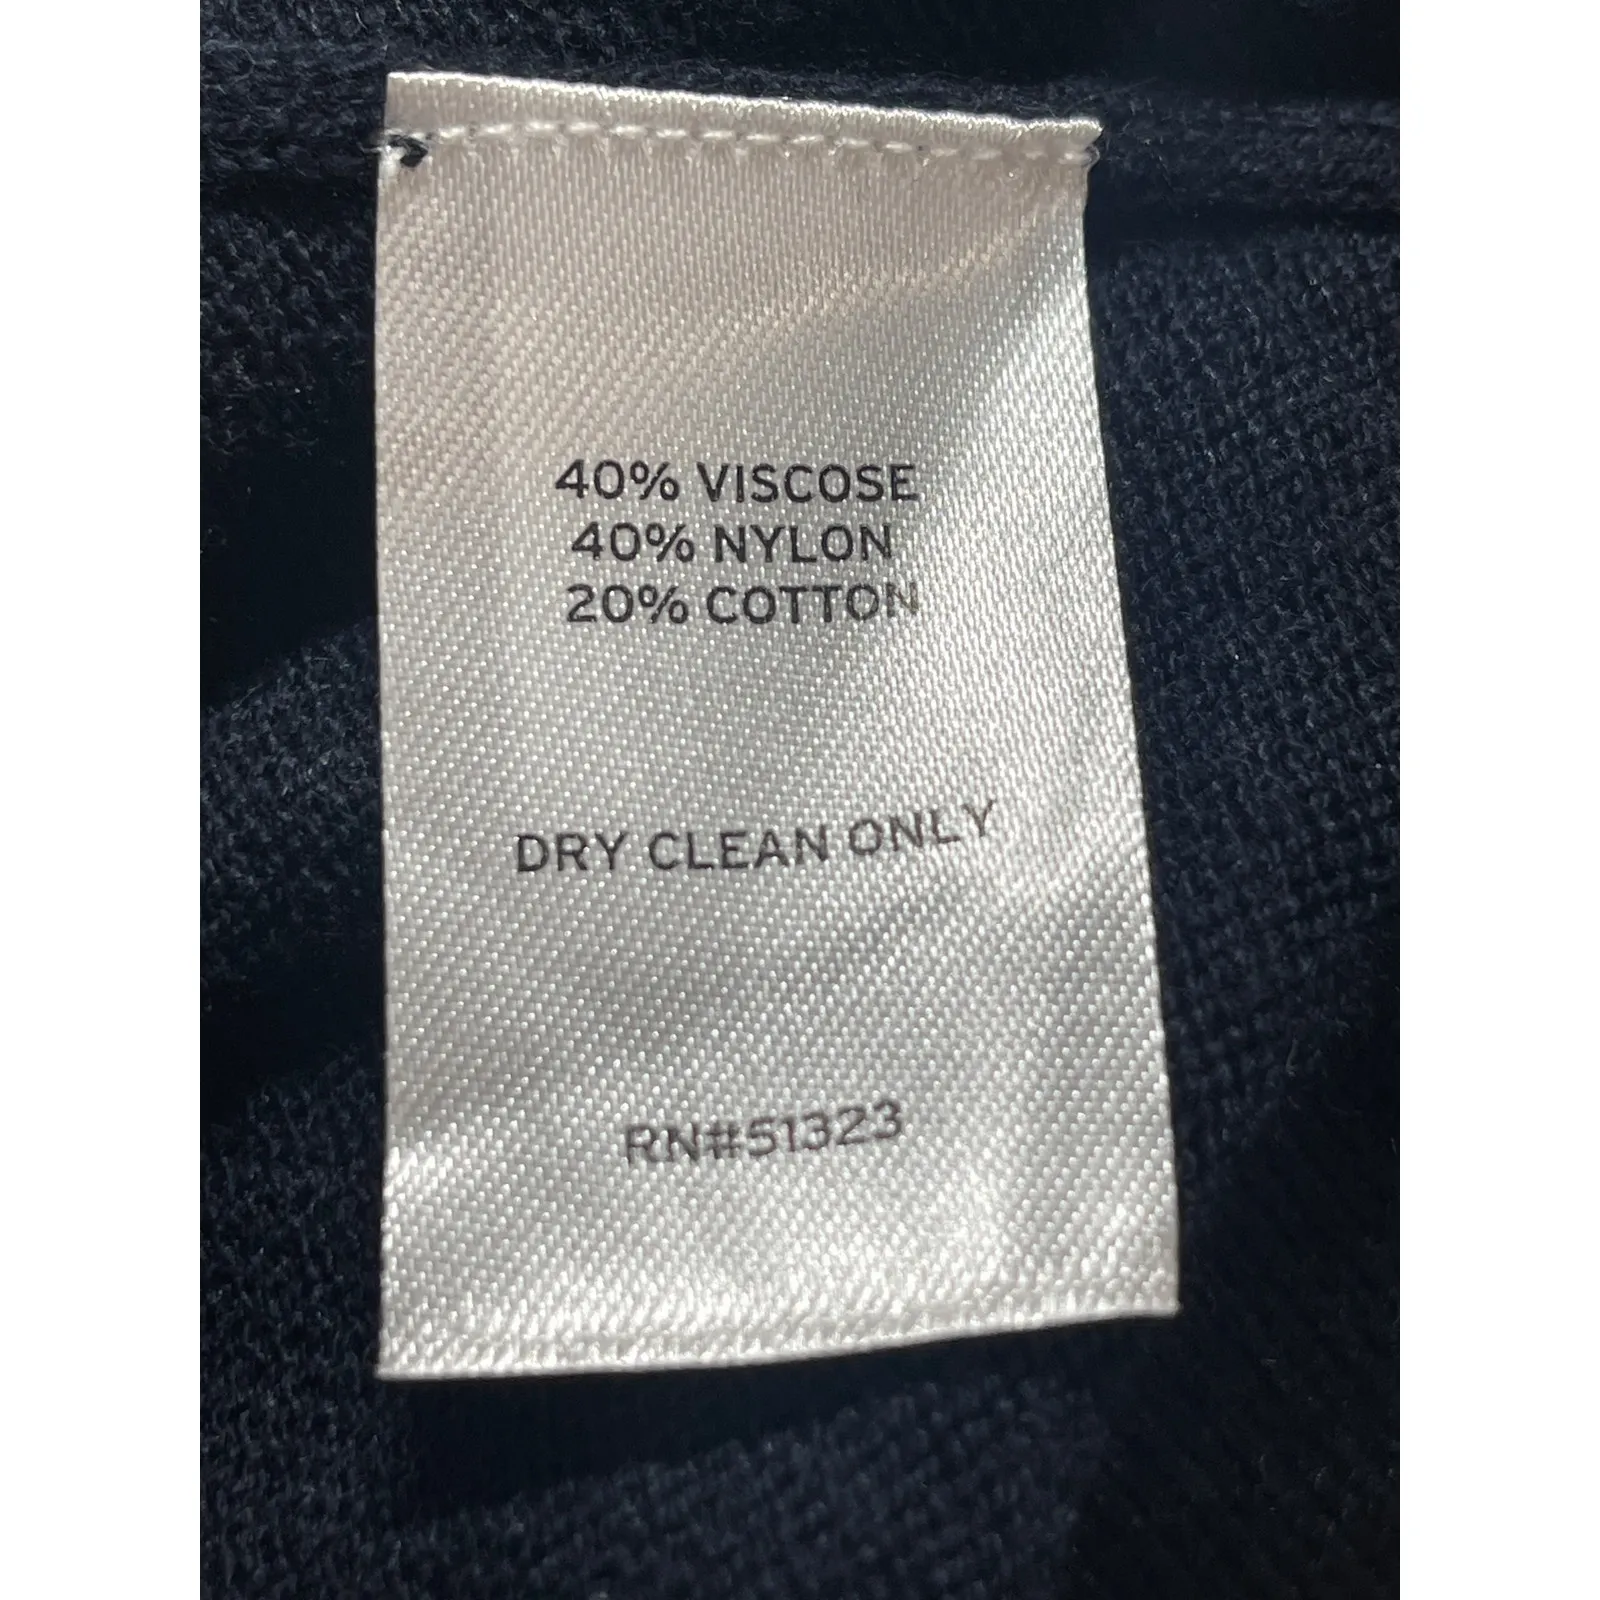 40% VISCOSE
40% NYLON
20% COTTON
DRY CLEAN ONLY
RN#51323